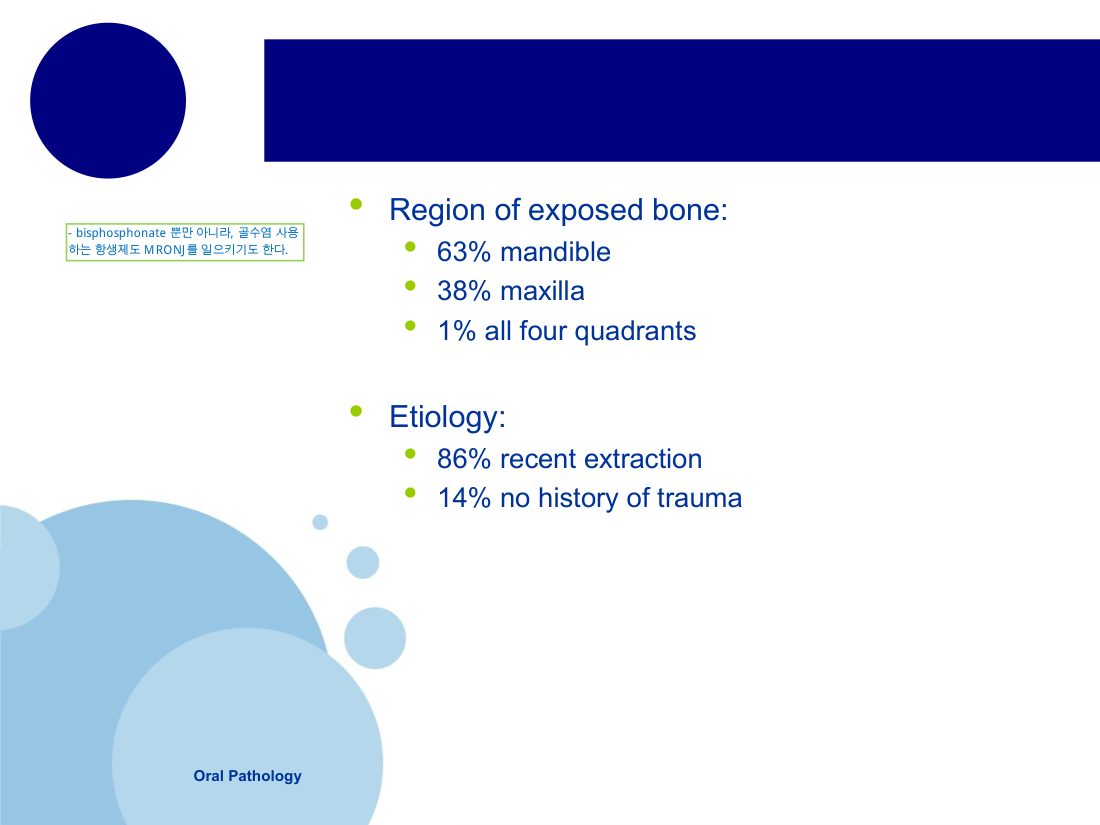 - bisphosphonate 뿐만 아니라, 골수염 사용
하는 항생제도 MRONJ를 일으키기도 한다.
• Region of exposed bone:
• 63% mandible
• 38% maxilla
• 1% all four quadrants
• Etiology:
• 86% recent extraction
• 14% no history of trauma
Oral Pathology